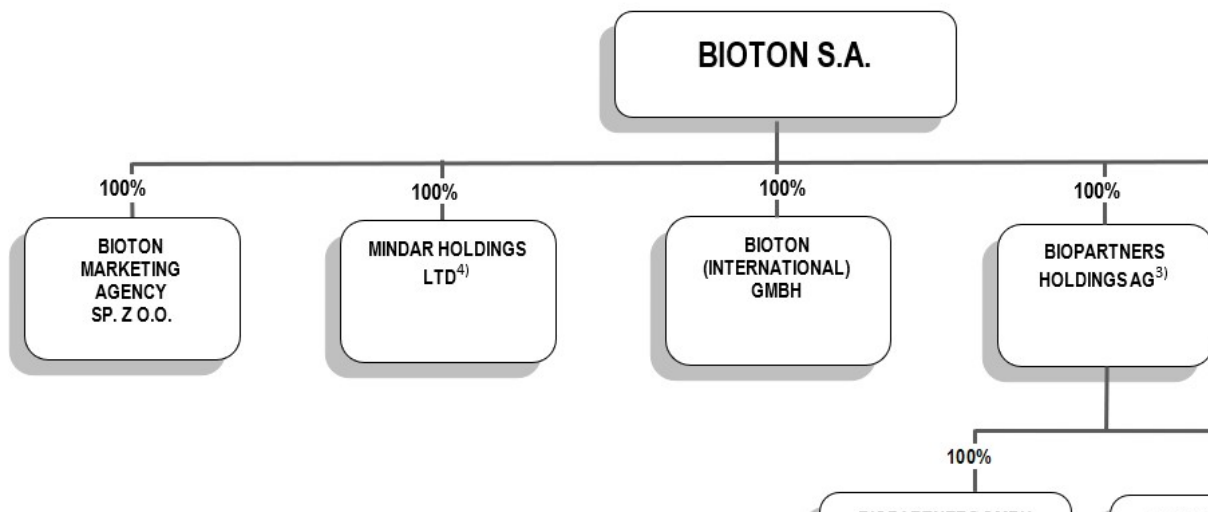 BIOTON S.A.
100%
100%
100%
100%
BIOTON
MARKETING
AGENCY
SP. Z O.O.
MINDAR HOLDINGS
LTD4)
BIOTON
(INTERNATIONAL)
GMBH
BIOPARTNERS
HOLDINGS AG3)
100%